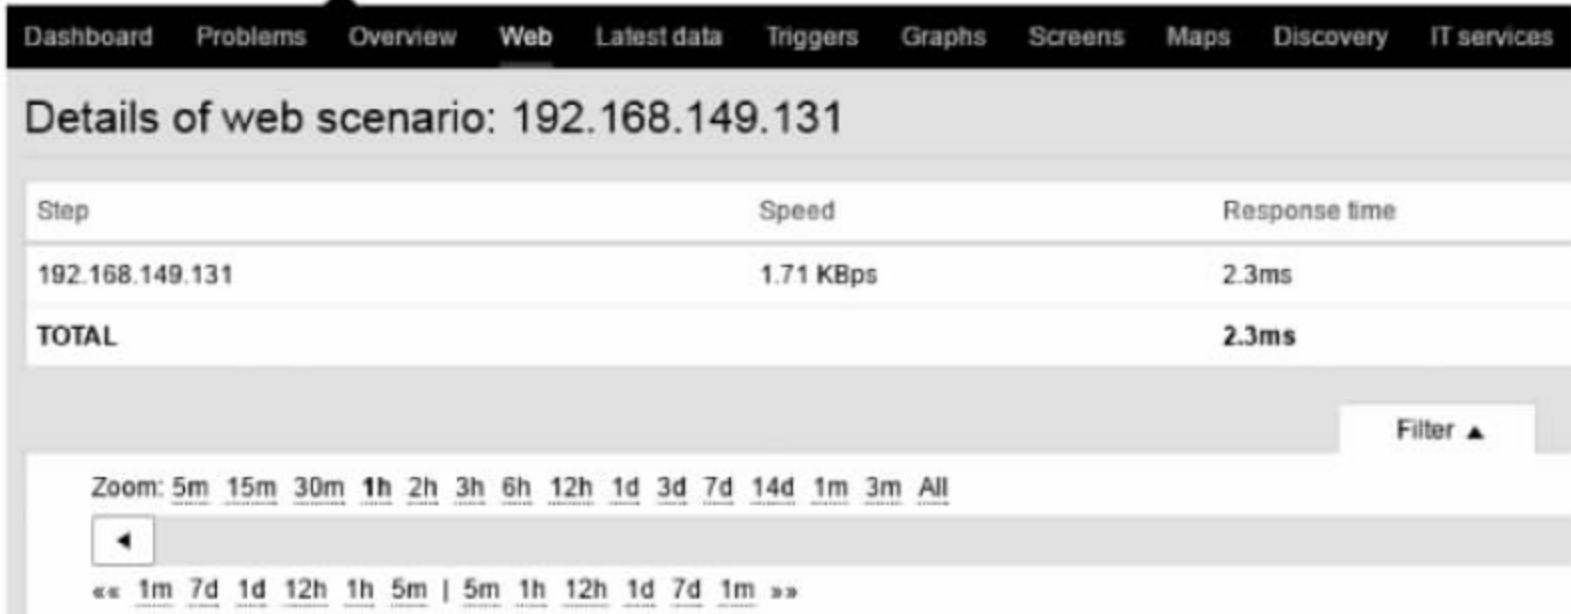 Dashboard Problems Overview Web Latest data Triggers Graphs Screens Maps Discovery IT services
Details of web scenario: 192.168.149.131
Step Speed Response time
192.168.149.131 1.71 KBps 2.3ms
TOTAL 2.3ms
Filter ▲
Zoom: 5m 15m 30m 1h 2h 3h 6h 12h 1d 3d 7d 14d 1m 3m All
◄
«« 1m 7d 1d 12h 1h 5m | 5m 1h 12h 1d 7d 1m »»